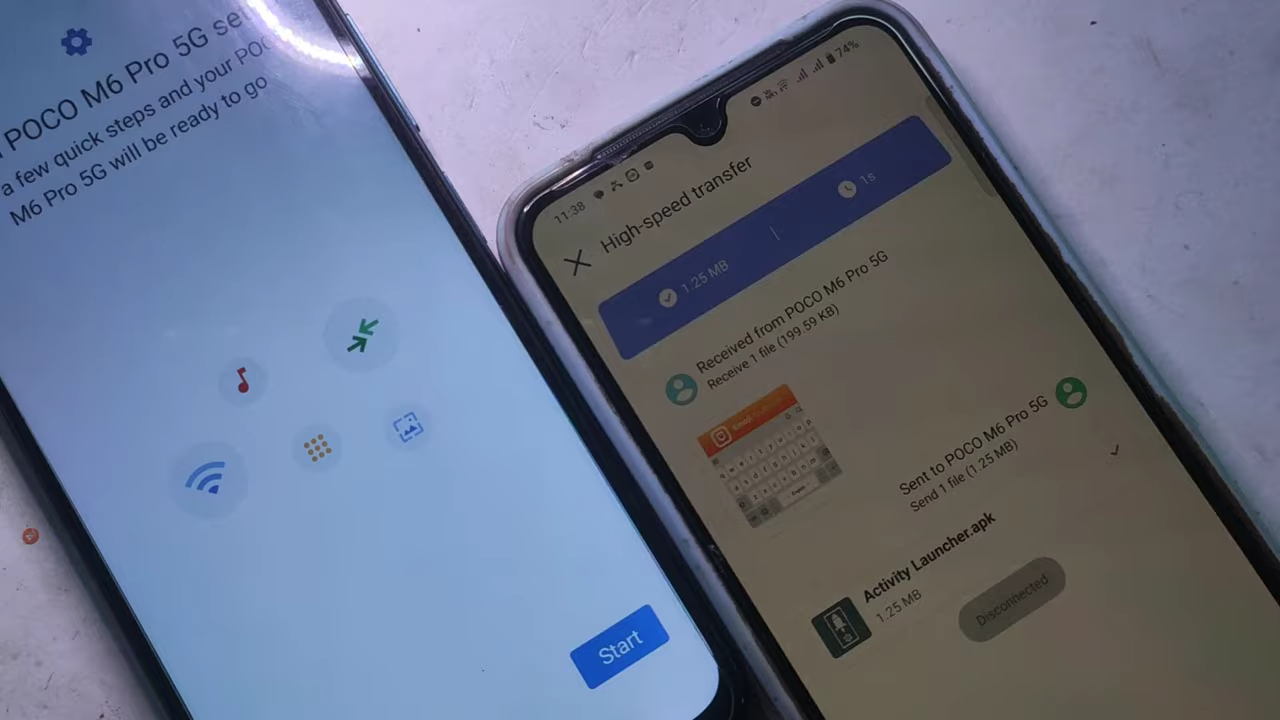 POCO M6 Pro 5G se
a few quick steps and your POC
M6 Pro 5G will be ready to go
Start
11:38
74%
High-speed transfer
1.25 MB
1s
Received from POCO M6 Pro 5G
Receive 1 file (199.59 KB)
Sent to POCO M6 Pro 5G
Send 1 file (1.25 MB)
Activity Launcher.apk
1.25 MB
Disconnected